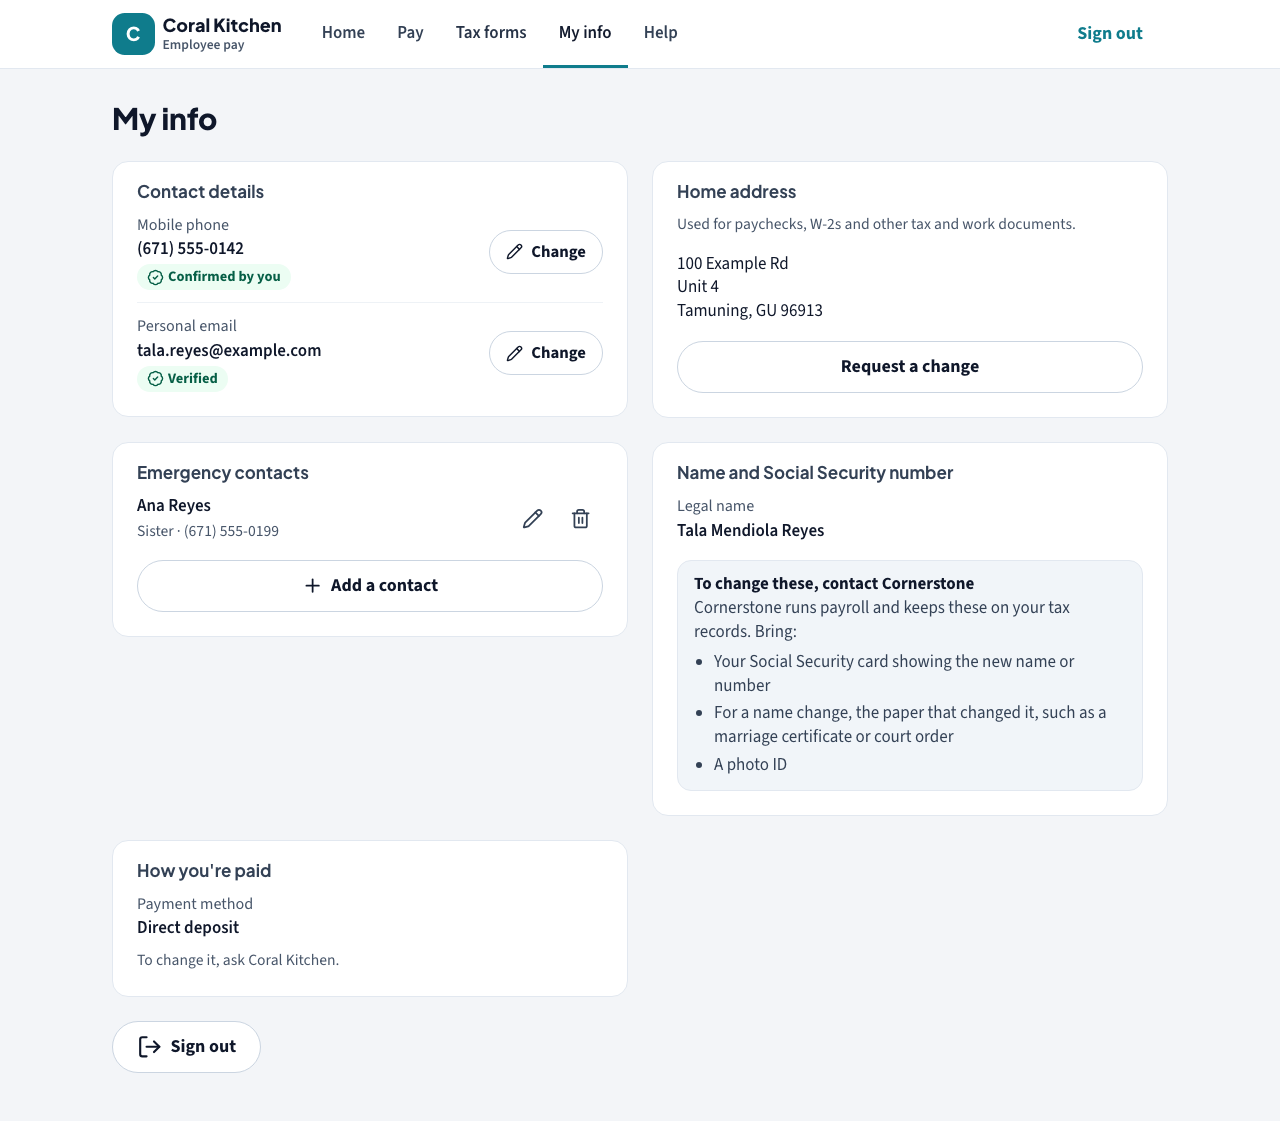 C
Coral Kitchen
Employee pay
Home
Pay
Tax forms
My info
Help
Sign out
My info
Contact details
Mobile phone
(671) 555-0142
Confirmed by you
Change
Personal email
tala.reyes@example.com
Verified
Change
Home address
Used for paychecks, W-2s and other tax and work documents.
100 Example Rd
Unit 4
Tamuning, GU 96913
Request a change
Emergency contacts
Ana Reyes
Sister · (671) 555-0199
Add a contact
Name and Social Security number
Legal name
Tala Mendiola Reyes
To change these, contact Cornerstone
Cornerstone runs payroll and keeps these on your tax
records. Bring:
• Your Social Security card showing the new name or
number
• For a name change, the paper that changed it, such as a
marriage certificate or court order
• A photo ID
How you're paid
Payment method
Direct deposit
To change it, ask Coral Kitchen.
Sign out